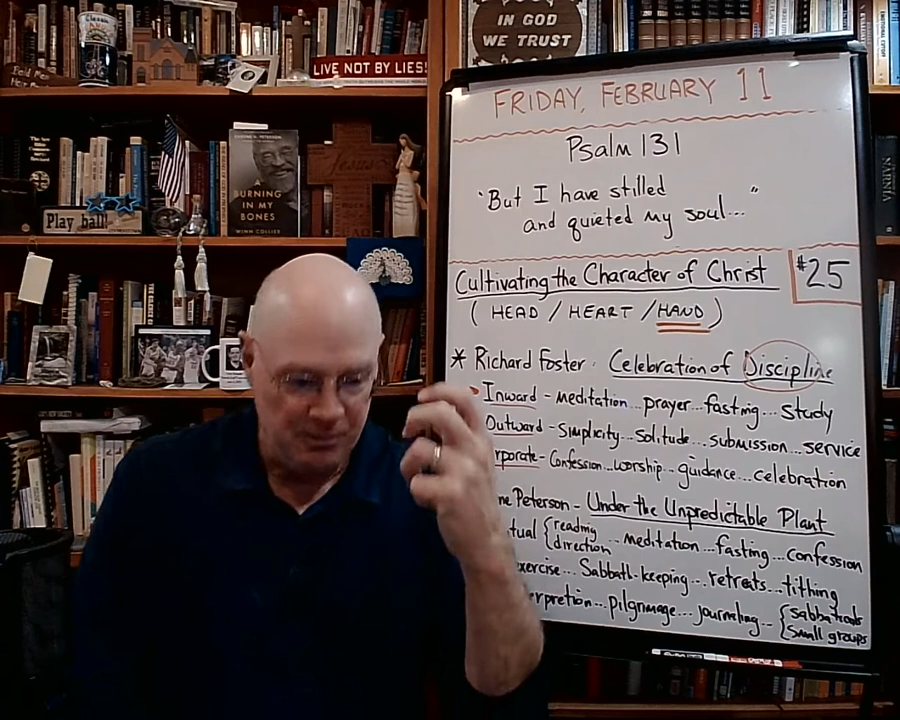 IN GOD
WE TRUST
LIVE NOT BY LIES!
Play ball!
A
BURNING
IN MY
BONES
WINN COLLIER
Jesus
NARNIA
FRIDAY, FEBRUARY 11
Psalm 131
"But I have stilled
and quieted my soul..."
Cultivating the Character of Christ
$25
(HEAD / HEART / HAND)
* Richard Foster. Celebration of Discipline
Inward - meditation... prayer... fasting... study
Outward - simplicity... solitude... submission... service
rporate - Confession... worship... guidance... celebration
ne Peterson - Under the Unpredictable Plant
tual { reading
direction ... meditation... fasting... confession
exercise... Sabbath-keeping... retreats... tithing
erpretion... pilgrimage... journaling... { sabbaticals
small groups